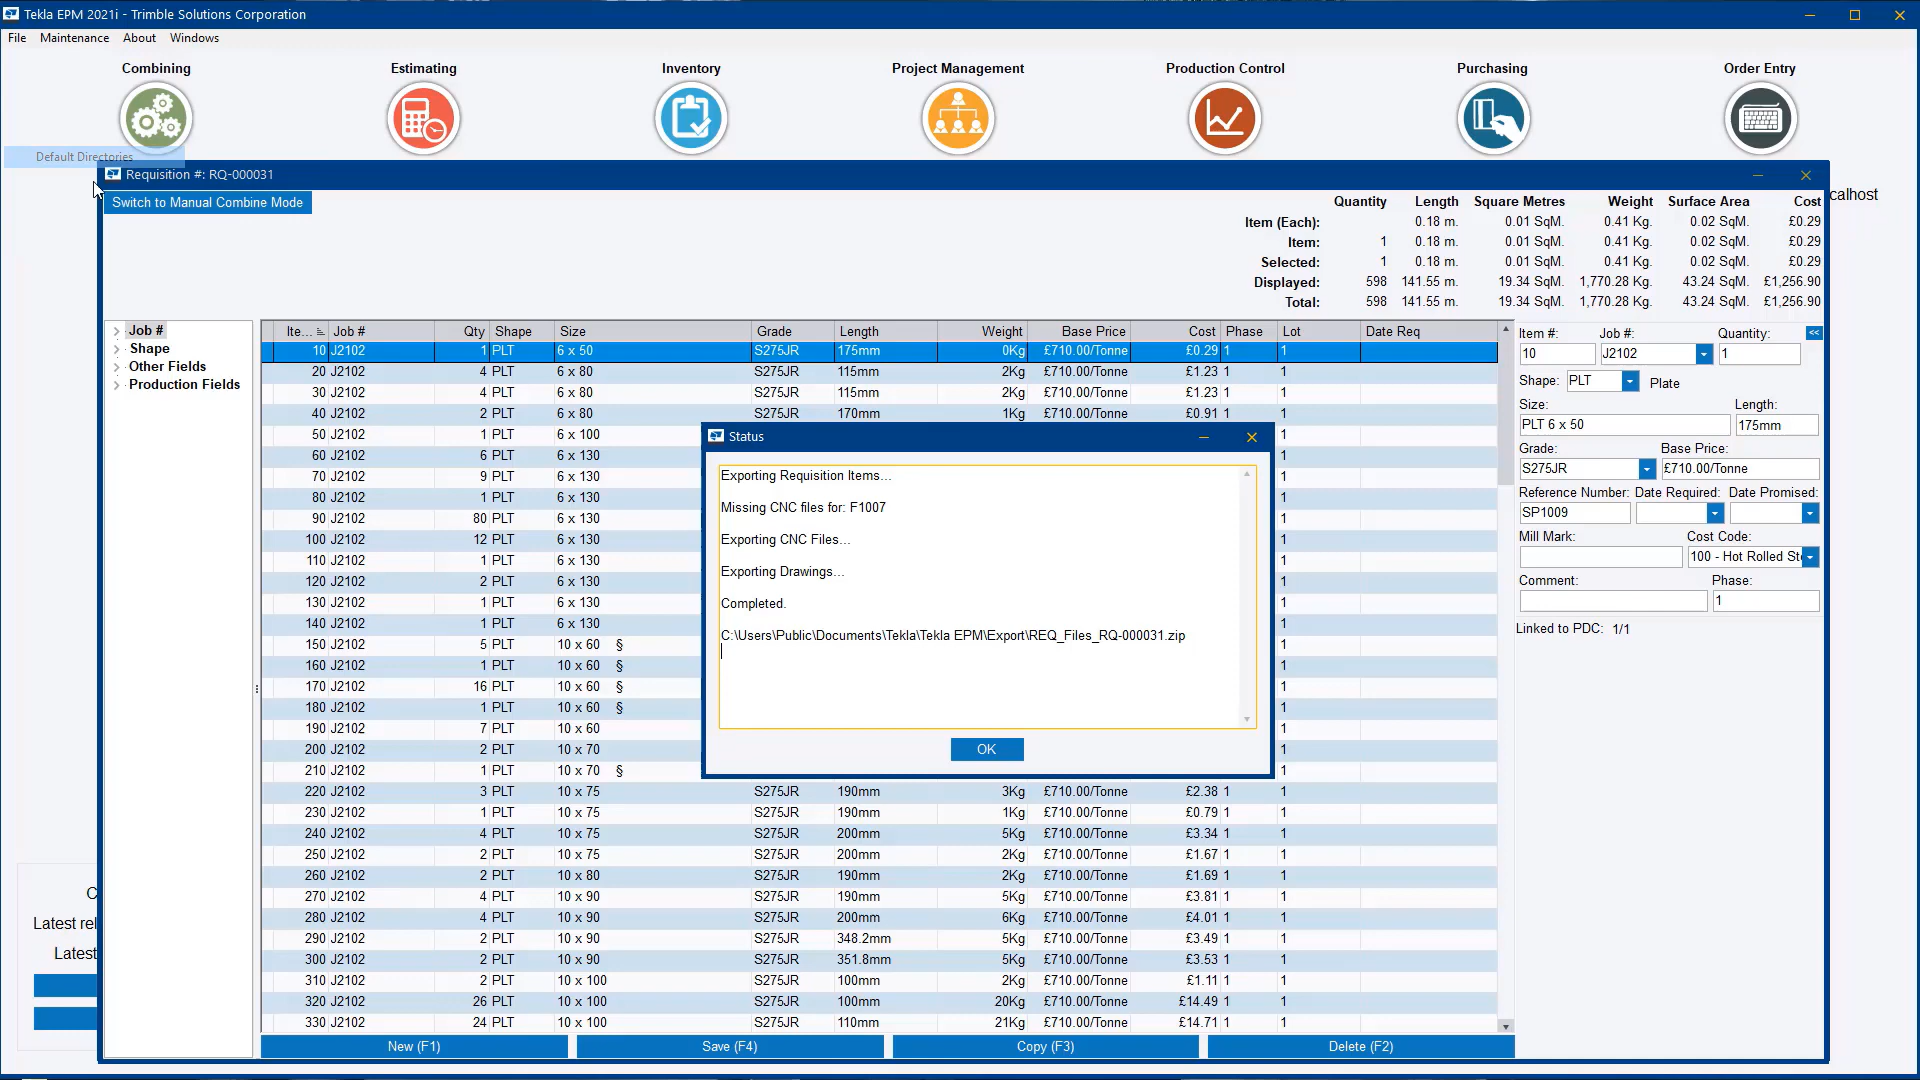 Tekla EPM 2021i - Trimble Solutions Corporation
File Maintenance About Windows
Combining Estimating Inventory Project Management Production Control Purchasing Order Entry
Default Directories
Requisition #: RQ-000031
calhost
Switch to Manual Combine Mode
Quantity Length Square Metres Weight Surface Area Cost
Item (Each): 0.18 m. 0.01 SqM. 0.41 Kg. 0.02 SqM. £0.29
Item: 1 0.18 m. 0.01 SqM. 0.41 Kg. 0.02 SqM. £0.29
Selected: 1 0.18 m. 0.01 SqM. 0.41 Kg. 0.02 SqM. £0.29
Displayed: 598 141.55 m. 19.34 SqM. 1,770.28 Kg. 43.24 SqM. £1,256.90
Total: 598 141.55 m. 19.34 SqM. 1,770.28 Kg. 43.24 SqM. £1,256.90
Job #
Shape
Other Fields
Production Fields
Ite... Job # Qty Shape Size Grade Length Weight Base Price Cost Phase Lot Date Req
10 J2102 1 PLT 6 x 50 S275JR 175mm 0Kg £710.00/Tonne £0.29 1 1
20 J2102 4 PLT 6 x 80 S275JR 115mm 2Kg £710.00/Tonne £1.23 1 1
30 J2102 4 PLT 6 x 80 S275JR 115mm 2Kg £710.00/Tonne £1.23 1 1
40 J2102 2 PLT 6 x 80 S275JR 170mm 1Kg £710.00/Tonne £0.91 1 1
50 J2102 1 PLT 6 x 100 1
60 J2102 6 PLT 6 x 130 1
70 J2102 9 PLT 6 x 130 1
80 J2102 1 PLT 6 x 130 1
90 J2102 80 PLT 6 x 130 1
100 J2102 12 PLT 6 x 130 1
110 J2102 1 PLT 6 x 130 1
120 J2102 2 PLT 6 x 130 1
130 J2102 1 PLT 6 x 130 1
140 J2102 1 PLT 6 x 130 1
150 J2102 5 PLT 10 x 60 § 1
160 J2102 1 PLT 10 x 60 § 1
170 J2102 16 PLT 10 x 60 § 1
180 J2102 1 PLT 10 x 60 § 1
190 J2102 7 PLT 10 x 60 1
200 J2102 2 PLT 10 x 70 1
210 J2102 1 PLT 10 x 70 § 1
220 J2102 3 PLT 10 x 75 S275JR 190mm 3Kg £710.00/Tonne £2.38 1 1
230 J2102 1 PLT 10 x 75 S275JR 190mm 1Kg £710.00/Tonne £0.79 1 1
240 J2102 4 PLT 10 x 75 S275JR 200mm 5Kg £710.00/Tonne £3.34 1 1
250 J2102 2 PLT 10 x 75 S275JR 200mm 2Kg £710.00/Tonne £1.67 1 1
260 J2102 2 PLT 10 x 80 S275JR 190mm 2Kg £710.00/Tonne £1.69 1 1
270 J2102 4 PLT 10 x 90 S275JR 190mm 5Kg £710.00/Tonne £3.81 1 1
280 J2102 4 PLT 10 x 90 S275JR 200mm 6Kg £710.00/Tonne £4.01 1 1
290 J2102 2 PLT 10 x 90 S275JR 348.2mm 5Kg £710.00/Tonne £3.49 1 1
300 J2102 2 PLT 10 x 90 S275JR 351.8mm 5Kg £710.00/Tonne £3.53 1 1
310 J2102 2 PLT 10 x 100 S275JR 100mm 2Kg £710.00/Tonne £1.11 1 1
320 J2102 26 PLT 10 x 100 S275JR 100mm 20Kg £710.00/Tonne £14.49 1 1
330 J2102 24 PLT 10 x 100 S275JR 110mm 21Kg £710.00/Tonne £14.71 1 1
Status
Exporting Requisition Items...
Missing CNC files for: F1007
Exporting CNC Files...
Exporting Drawings...
Completed.
C:\Users\Public\Documents\Tekla\Tekla EPM\Export\REQ_Files_RQ-000031.zip
OK
Item #: Job #: Quantity: <<
10 J2102 1
Shape: PLT Plate
Size: Length:
PLT 6 x 50 175mm
Grade: Base Price:
S275JR £710.00/Tonne
Reference Number: Date Required: Date Promised:
SP1009
Mill Mark: Cost Code:
100 - Hot Rolled Ste
Comment: Phase:
1
Linked to PDC: 1/1
C
Latest rel
Latest
New (F1) Save (F4) Copy (F3) Delete (F2)